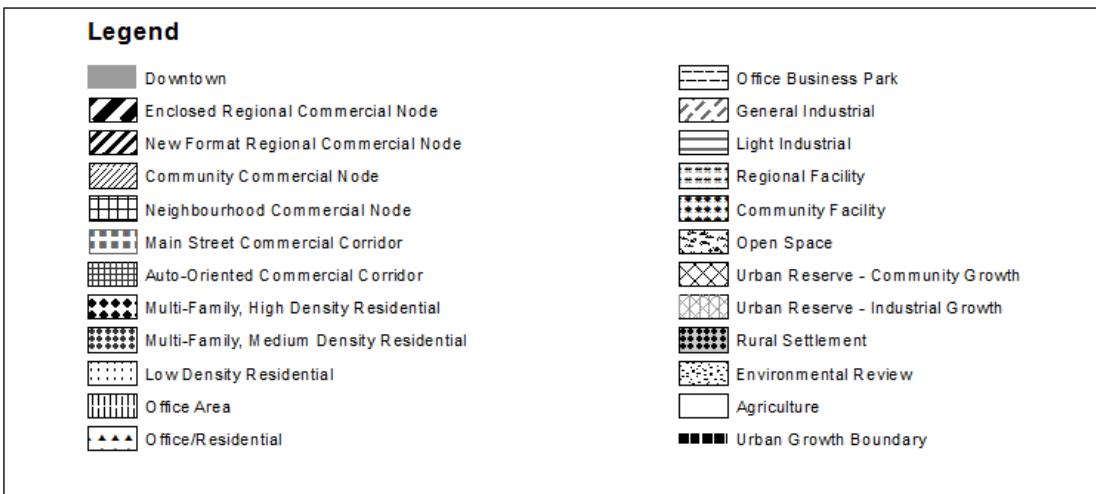 Legend
Downtown
Enclosed Regional Commercial Node
New Format Regional Commercial Node
Community Commercial Node
Neighbourhood Commercial Node
Main Street Commercial Corridor
Auto-Oriented Commercial Corridor
Multi-Family, High Density Residential
Multi-Family, Medium Density Residential
Low Density Residential
Office Area
Office/Residential
Office Business Park
General Industrial
Light Industrial
Regional Facility
Community Facility
Open Space
Urban Reserve - Community Growth
Urban Reserve - Industrial Growth
Rural Settlement
Environmental Review
Agriculture
Urban Growth Boundary